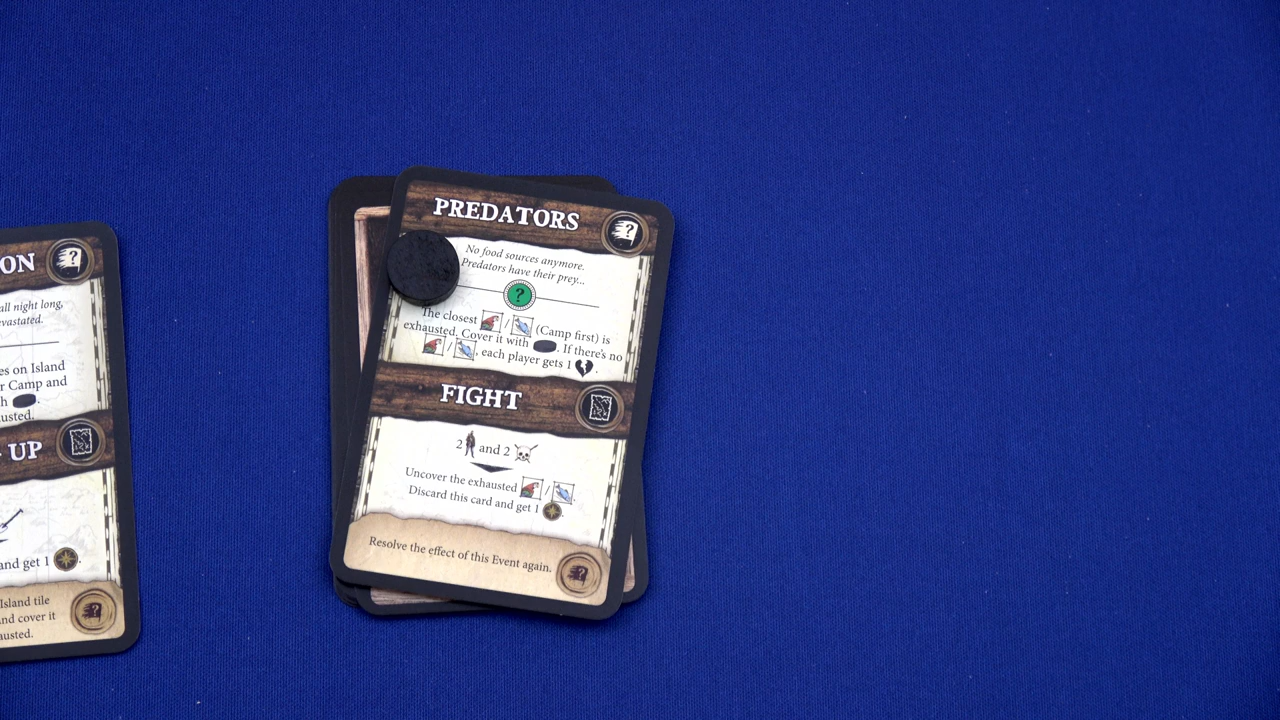 ON
?
all night long,
es on Island
r Camp and
h .
UP
and get 1 .
Island tile
nd cover it
?
PREDATORS
?
No food sources anymore.
Predators have their prey...
?
The closest / (Camp first) is
exhausted. Cover it with . If there's no
/ , each player gets 1 .
FIGHT
2 and 2
Uncover the exhausted / .
Discard this card and get 1 .
Resolve the effect of this Event again.
?